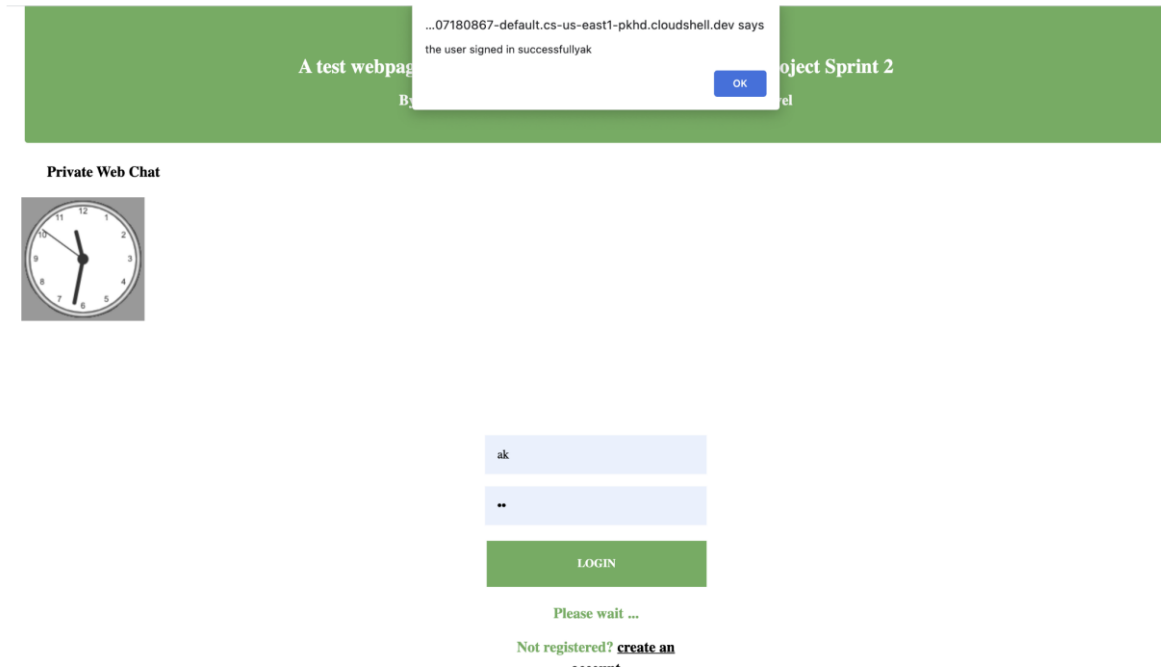 ...07180867-default.cs-us-east1-pkhd.cloudshell.dev says
the user signed in successfullyak
OK
A test webpag oject Sprint 2
By el
Private Web Chat
12
11 1
10 2
9 3
8 4
7 5
6
ak
••
LOGIN
Please wait ...
Not registered? create an
account